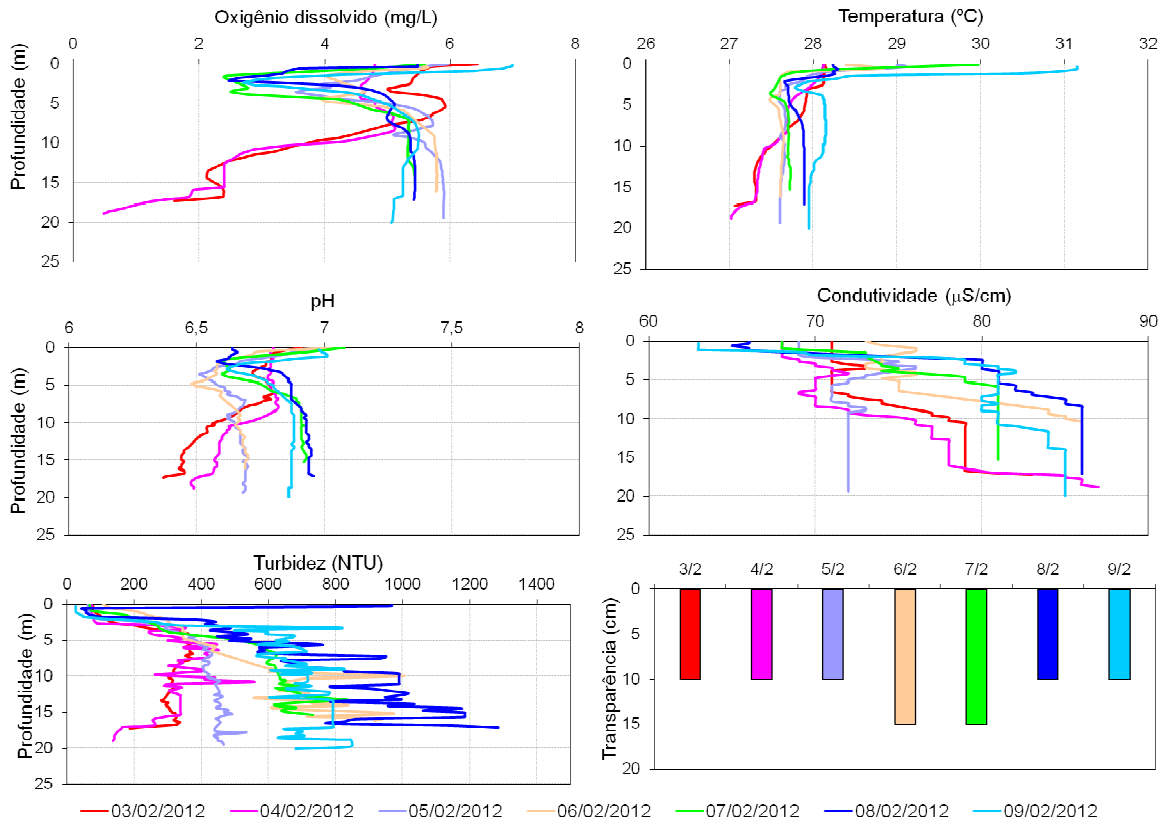 Oxigênio dissolvido (mg/L)
0 2 4 6 8
Profundidade (m)
0
5
10
15
20
25
Temperatura (ºC)
26 27 28 29 30 31 32
0
5
10
15
20
25
pH
6 6,5 7 7,5 8
Profundidade (m)
0
5
10
15
20
25
Condutividade (µS/cm)
60 70 80 90
0
5
10
15
20
25
Turbidez (NTU)
0 200 400 600 800 1000 1200 1400
Profundidade (m)
0
5
10
15
20
25
3/2 4/2 5/2 6/2 7/2 8/2 9/2
Transparência (cm)
0
5
10
15
20
03/02/2012 04/02/2012 05/02/2012 06/02/2012 07/02/2012 08/02/2012 09/02/2012